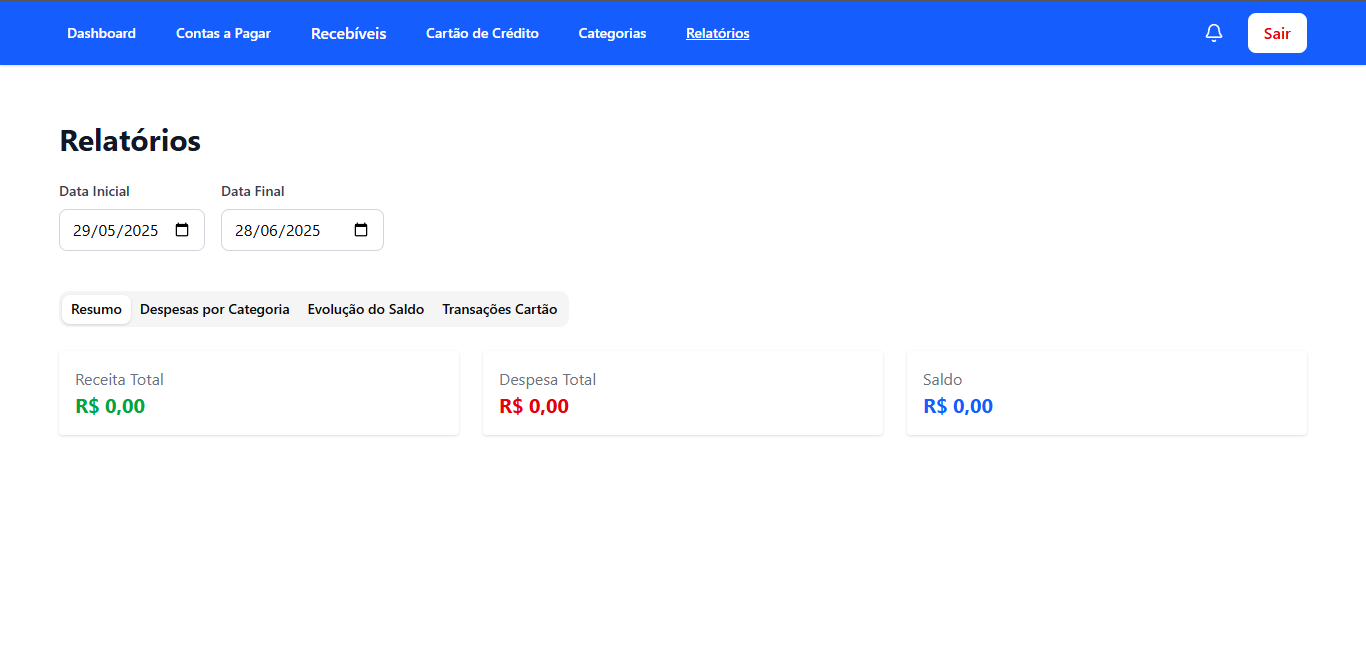 Dashboard Contas a Pagar Recebíveis Cartão de Crédito Categorias Relatórios Sair
Relatórios
Data Inicial Data Final
29/05/2025 28/06/2025
Resumo Despesas por Categoria Evolução do Saldo Transações Cartão
Receita Total Despesa Total Saldo
R$ 0,00 R$ 0,00 R$ 0,00